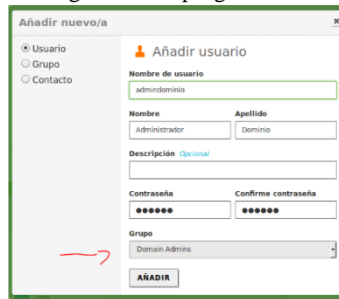 Añadir nuevo/a
x
Usuario
Grupo
Contacto
Añadir usuario
Nombre de usuario
admindominio
Nombre Apellido
Administrador Dominio
Descripción Opcional
Contraseña Confirme contraseña
●●●●●● ●●●●●●
Grupo
Domain Admins
AÑADIR